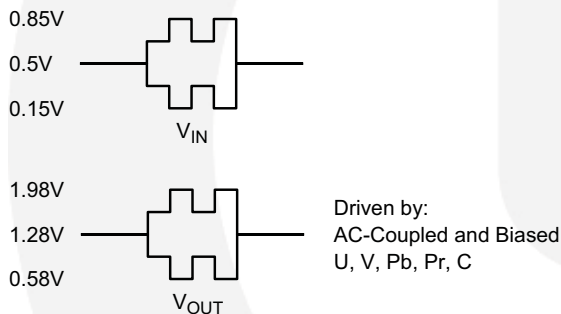 0.85V
0.5V
0.15V
VIN
1.98V
1.28V
0.58V
VOUT
Driven by:
AC-Coupled and Biased
U, V, Pb, Pr, C